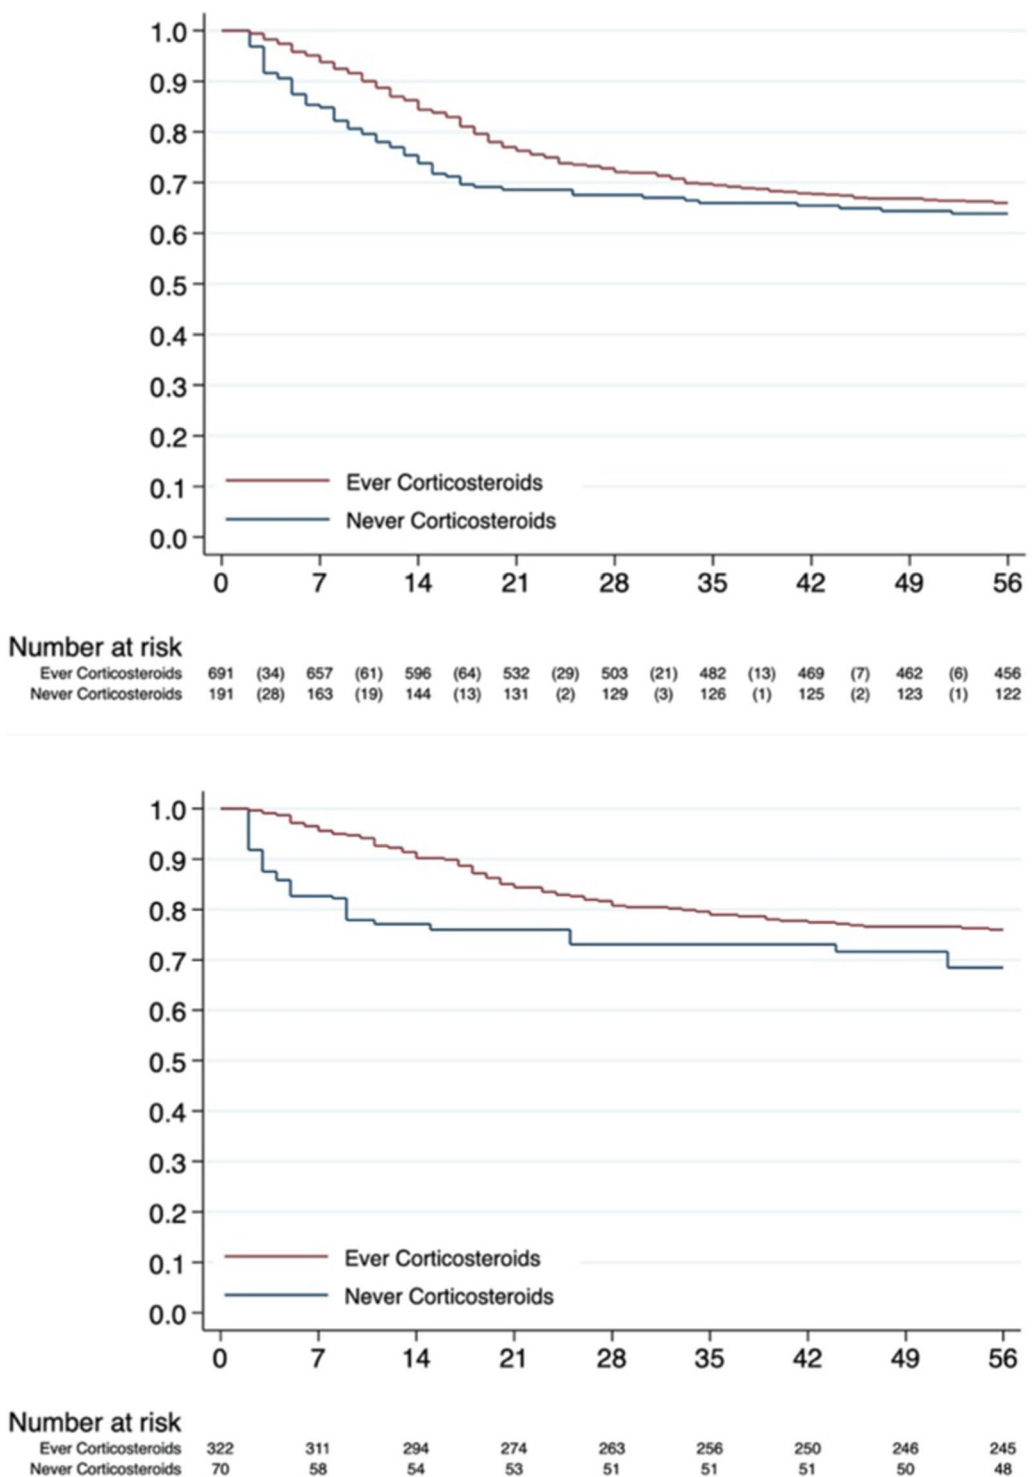 1.0
0.9
0.8
0.7
0.6
0.5
0.4
0.3
0.2
0.1
0.0
Ever Corticosteroids
Never Corticosteroids
0 7 14 21 28 35 42 49 56
Number at risk
Ever Corticosteroids 691 (34) 657 (61) 596 (64) 532 (29) 503 (21) 482 (13) 469 (7) 462 (6) 456
Never Corticosteroids 191 (28) 163 (19) 144 (13) 131 (2) 129 (3) 126 (1) 125 (2) 123 (1) 122
1.0
0.9
0.8
0.7
0.6
0.5
0.4
0.3
0.2
0.1
0.0
Ever Corticosteroids
Never Corticosteroids
0 7 14 21 28 35 42 49 56
Number at risk
Ever Corticosteroids 322 311 294 274 263 256 250 246 245
Never Corticosteroids 70 58 54 53 51 51 51 50 48